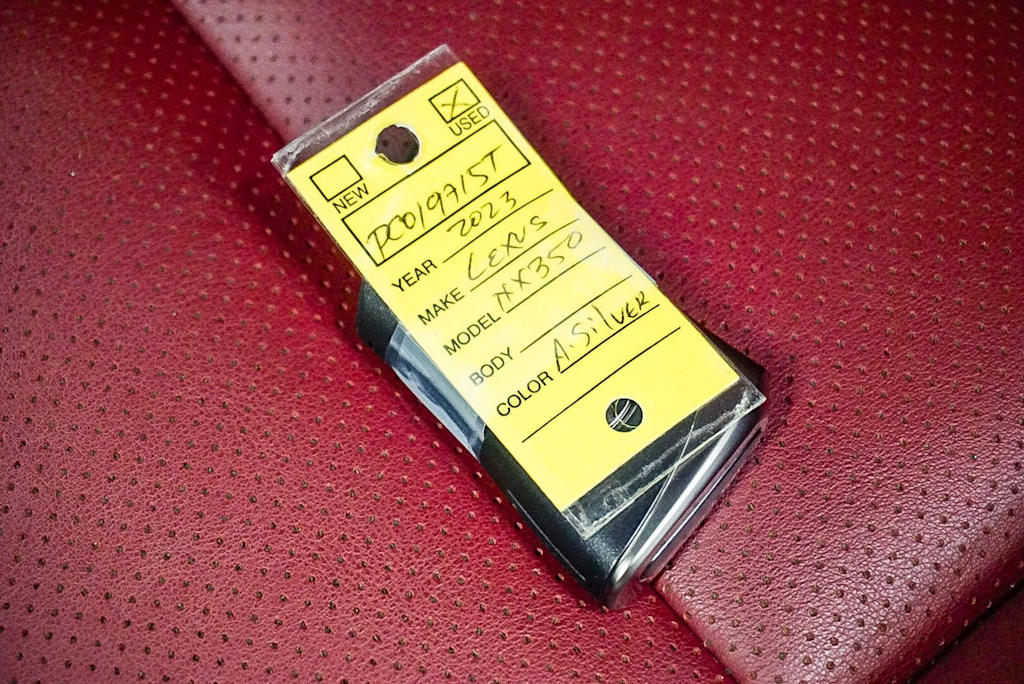 USED
NEW
PC019715T
YEAR 2023
MAKE LEXUS
MODEL NX350
BODY
COLOR A.SilvER